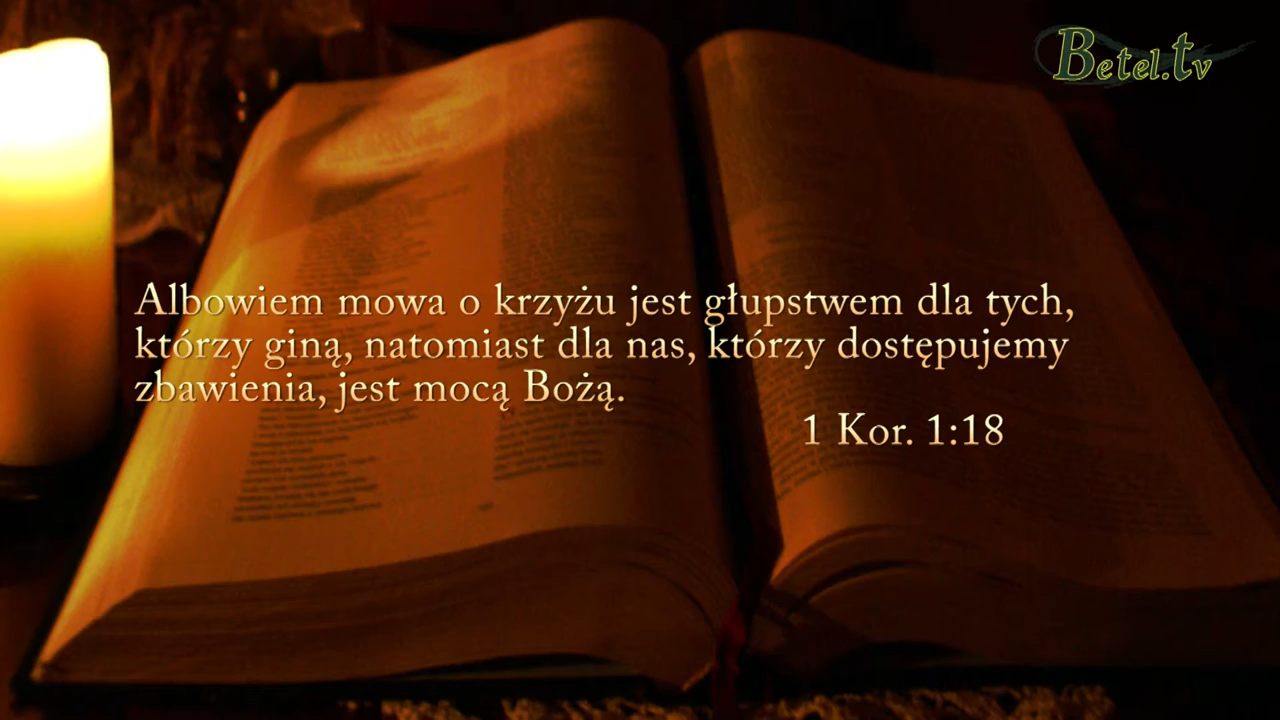 Betel.tv
Albowiem mowa o krzyżu jest głupstwem dla tych,
którzy giną, natomiast dla nas, którzy dostępujemy
zbawienia, jest mocą Bożą.
1 Kor. 1:18